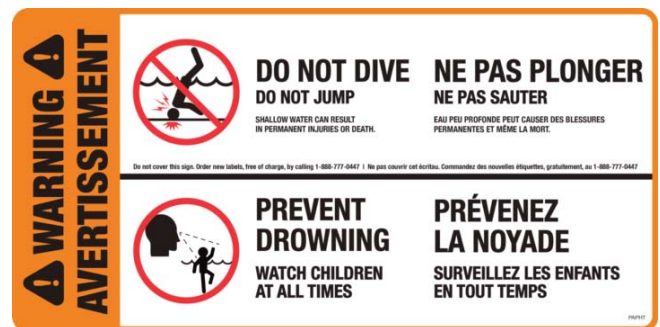 WARNING
AVERTISSEMENT
DO NOT DIVE
DO NOT JUMP
SHALLOW WATER CAN RESULT
IN PERMANENT INJURIES OR DEATH.
NE PAS PLONGER
NE PAS SAUTER
EAU PEU PROFONDE PEUT CAUSER DES BLESSURES
PERMANENTES ET MÊME LA MORT.
Do not cover this sign. Order new labels, free of charge, by calling 1-888-777-0447 | Ne pas couvrir cet écritau. Commandez des nouvelles étiquettes, gratuitement, au 1-888-777-0447
PREVENT
DROWNING
WATCH CHILDREN
AT ALL TIMES
PRÉVENEZ
LA NOYADE
SURVEILLEZ LES ENFANTS
EN TOUT TEMPS